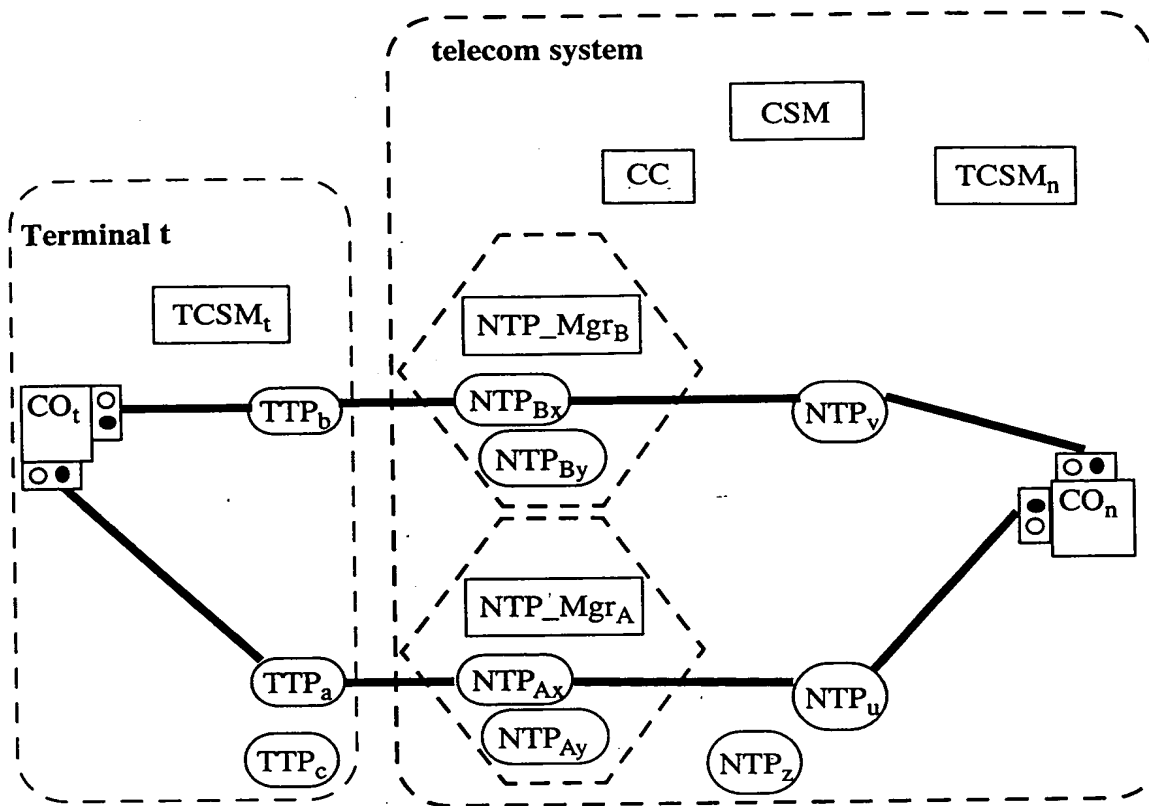 telecom system
CSM
CC
TCSMn
Terminal t
TCSMt
NTP_MgrB
COt
TTPb
NTPBx
NTPv
NTPBy
COn
NTP_MgrA
TTPa
NTPAx
NTPu
NTPAy
TTPc
NTPz